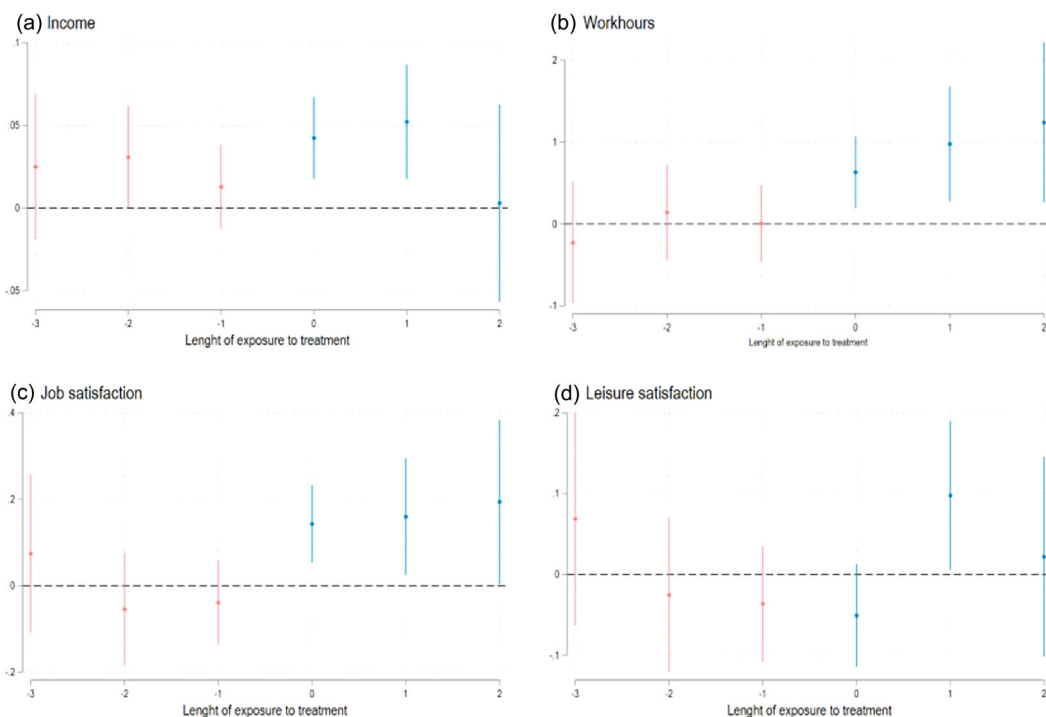 (a) Income
.1
.05
0
-.05
-3 -2 -1 0 1 2
Lenght of exposure to treatment
(b) Workhours
2
1
0
-1
-3 -2 -1 0 1 2
Lenght of exposure to treatment
(c) Job satisfaction
.4
.2
0
-.2
-3 -2 -1 0 1 2
Lenght of exposure to treatment
(d) Leisure satisfaction
.2
.1
0
-.1
-3 -2 -1 0 1 2
Lenght of exposure to treatment